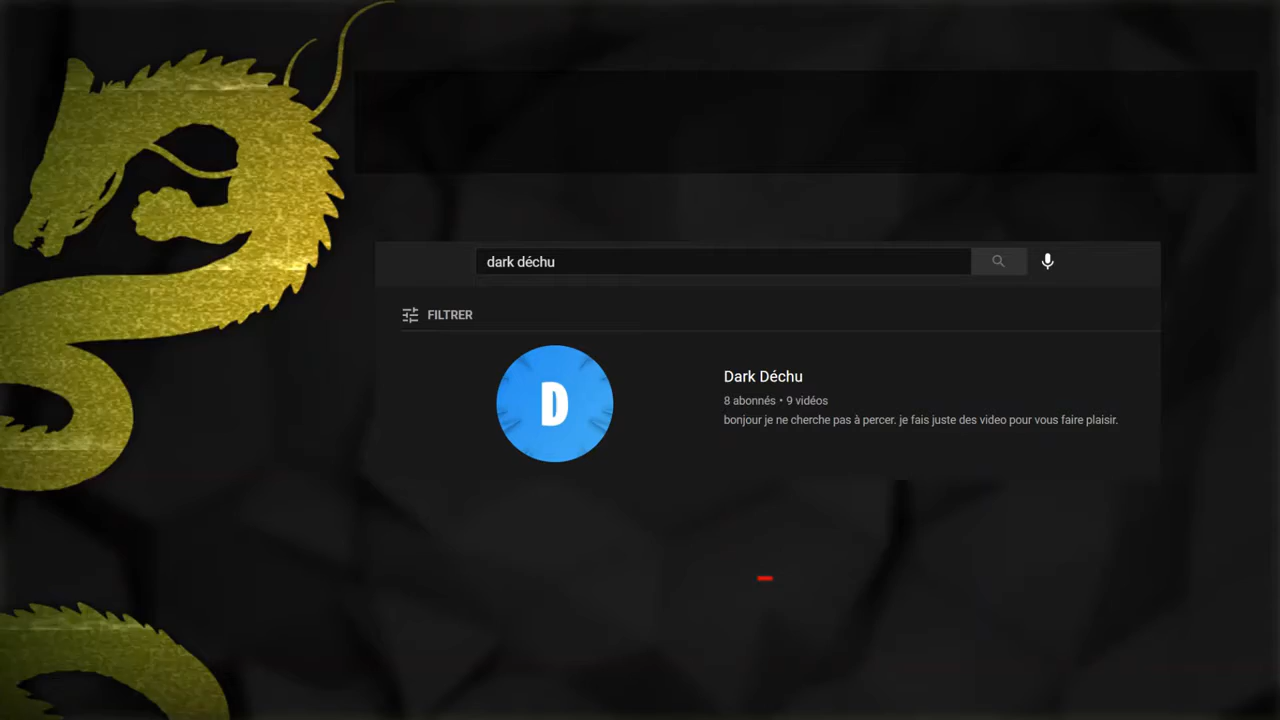 dark déchu
FILTRER
D
Dark Déchu
8 abonnés • 9 vidéos
bonjour je ne cherche pas à percer. je fais juste des video pour vous faire plaisir.